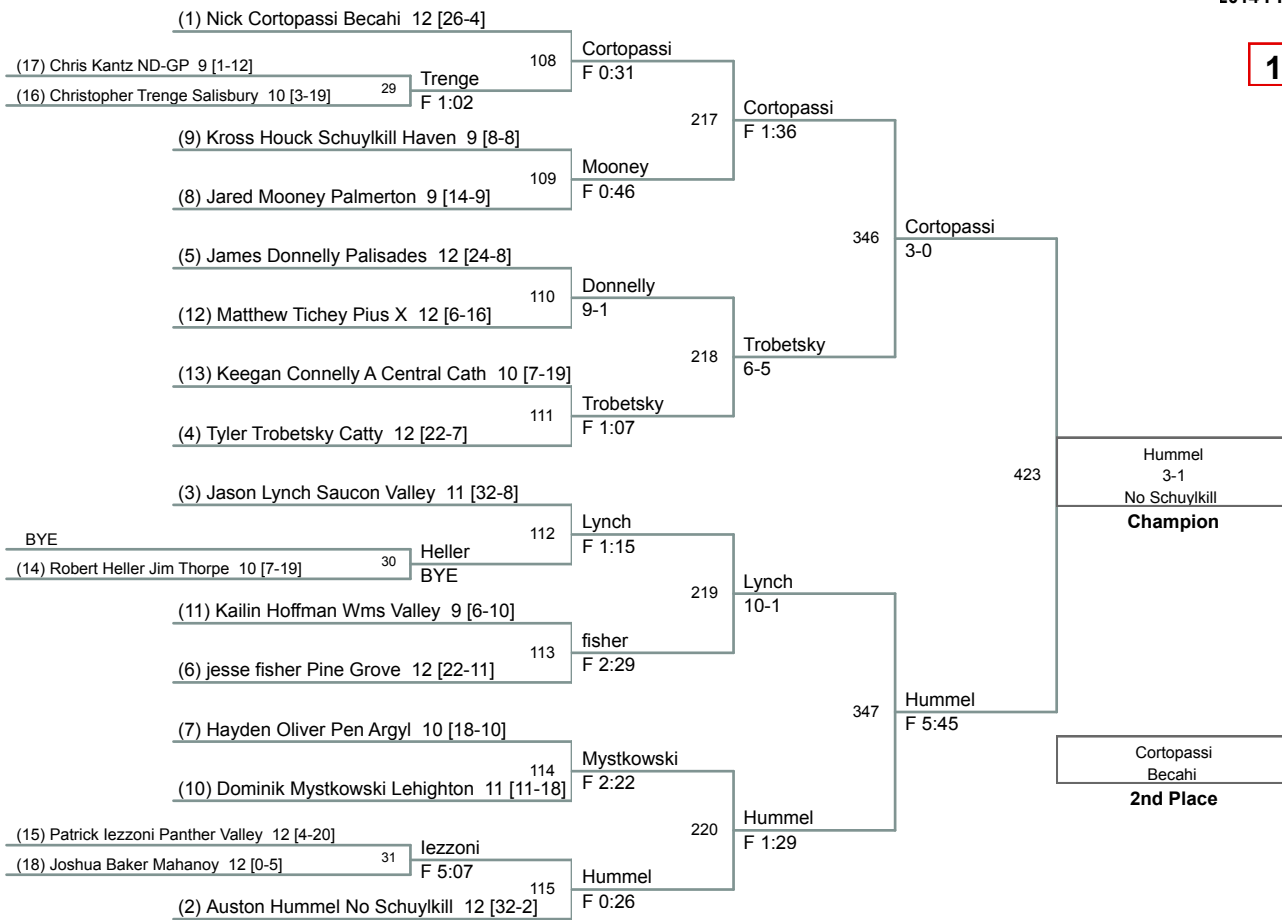 (1) Nick Cortopassi Becahi 12 [26-4]
108
Cortopassi
F 0:31
(17) Chris Kantz ND-GP 9 [1-12]
29
Trenge
F 1:02
(16) Christopher Trenge Salisbury 10 [3-19]
1
217
Cortopassi
F 1:36
(9) Kross Houck Schuylkill Haven 9 [8-8]
109
Mooney
F 0:46
(8) Jared Mooney Palmerton 9 [14-9]
346
Cortopassi
3-0
(5) James Donnelly Palisades 12 [24-8]
110
Donnelly
9-1
(12) Matthew Tichey Pius X 12 [6-16]
218
Trobetsky
6-5
(13) Keegan Connelly A Central Cath 10 [7-19]
111
Trobetsky
F 1:07
(4) Tyler Trobetsky Catty 12 [22-7]
423
Hummel
3-1
No Schuylkill
Champion
(3) Jason Lynch Saucon Valley 11 [32-8]
112
Lynch
F 1:15
BYE
30
Heller
BYE
(14) Robert Heller Jim Thorpe 10 [7-19]
219
Lynch
10-1
(11) Kailin Hoffman Wms Valley 9 [6-10]
113
fisher
F 2:29
(6) jesse fisher Pine Grove 12 [22-11]
347
Hummel
F 5:45
(7) Hayden Oliver Pen Argyl 10 [18-10]
114
Mystkowski
F 2:22
(10) Dominik Mystkowski Lehighton 11 [11-18]
Cortopassi
Becahi
2nd Place
220
Hummel
F 1:29
(15) Patrick Iezzoni Panther Valley 12 [4-20]
31
Iezzoni
F 5:07
(18) Joshua Baker Mahanoy 12 [0-5]
115
Hummel
F 0:26
(2) Auston Hummel No Schuylkill 12 [32-2]